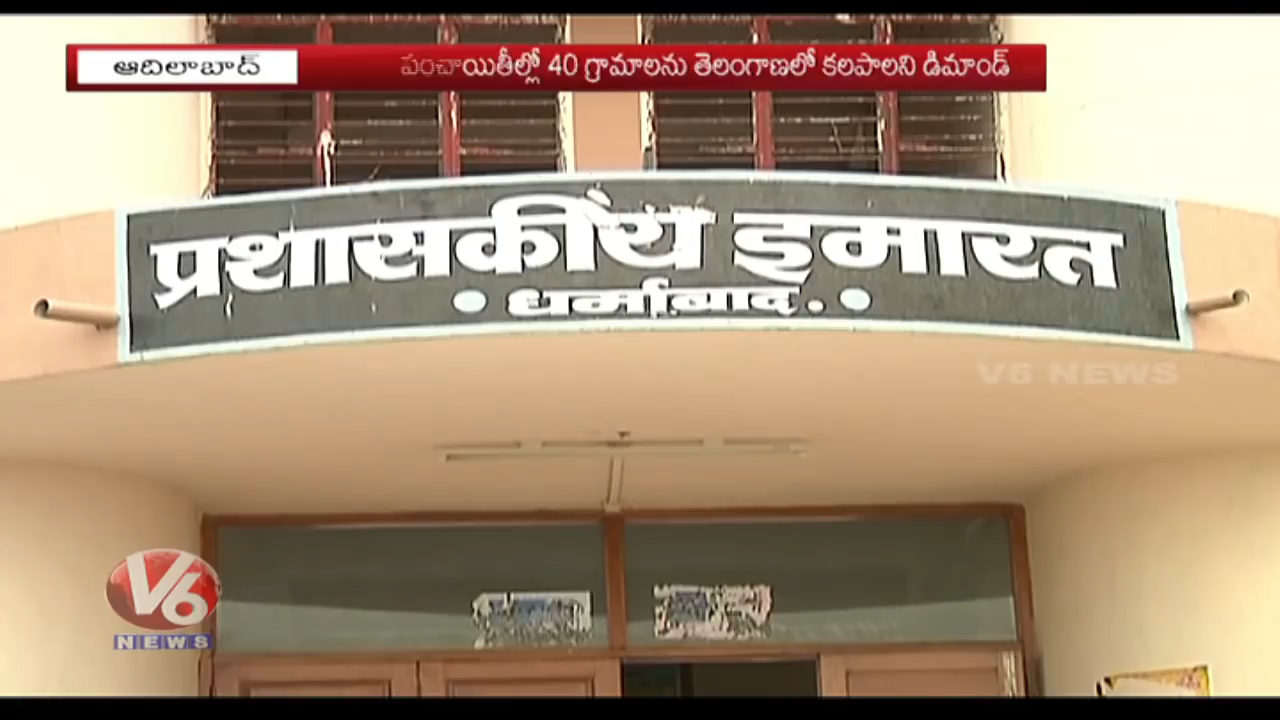 ఆదిలాబాద్
పంచాయితీల్లో 40 గ్రామాలను తెలంగాణలో కలపాలని డిమాండ్
प्रशासकीय इमारत
धर्माबाद.
V6 NEWS
V6
NEWS